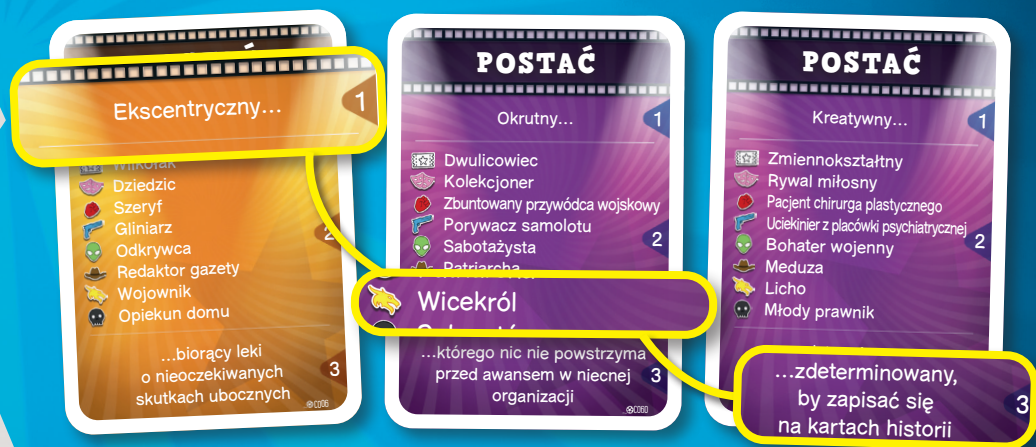 Ekscentryczny...
1
Wilkołak
Dziedzic
Szeryf
Gliniarz
Odkrywca
Redaktor gazety
Wojownik
Opiekun domu
2
...biorący leki
o nieoczekiwanych
skutkach ubocznych
3
C006
POSTAĆ
Okrutny...
1
Dwulicowiec
Kolekcjoner
Zbuntowany przywódca wojskowy
Porywacz samolotu
Sabotażysta
Patriarcha
2
Wicekról
...którego nic nie powstrzyma
przed awansem w niecnej
organizacji
3
C060
POSTAĆ
Kreatywny...
1
Zmiennokształtny
Rywal miłosny
Pacjent chirurga plastycznego
Uciekinier z placówki psychiatrycznej
Bohater wojenny
Meduza
Licho
Młody prawnik
2
...zdeterminowany,
by zapisać się
na kartach historii
3